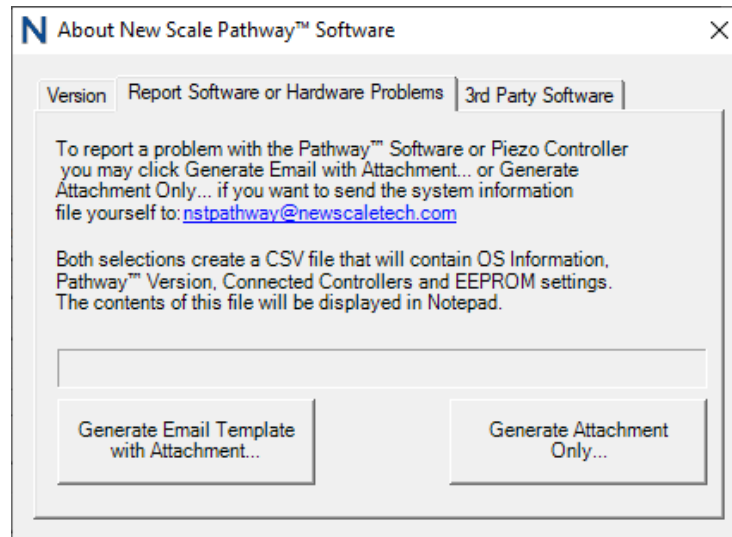 N About New Scale Pathway™ Software
Version
Report Software or Hardware Problems
3rd Party Software
To report a problem with the Pathway™ Software or Piezo Controller
you may click Generate Email with Attachment... or Generate
Attachment Only... if you want to send the system information
file yourself to: nstpathway@newscaletech.com
Both selections create a CSV file that will contain OS Information,
Pathway™ Version, Connected Controllers and EEPROM settings.
The contents of this file will be displayed in Notepad.
Generate Email Template
with Attachment...
Generate Attachment
Only...